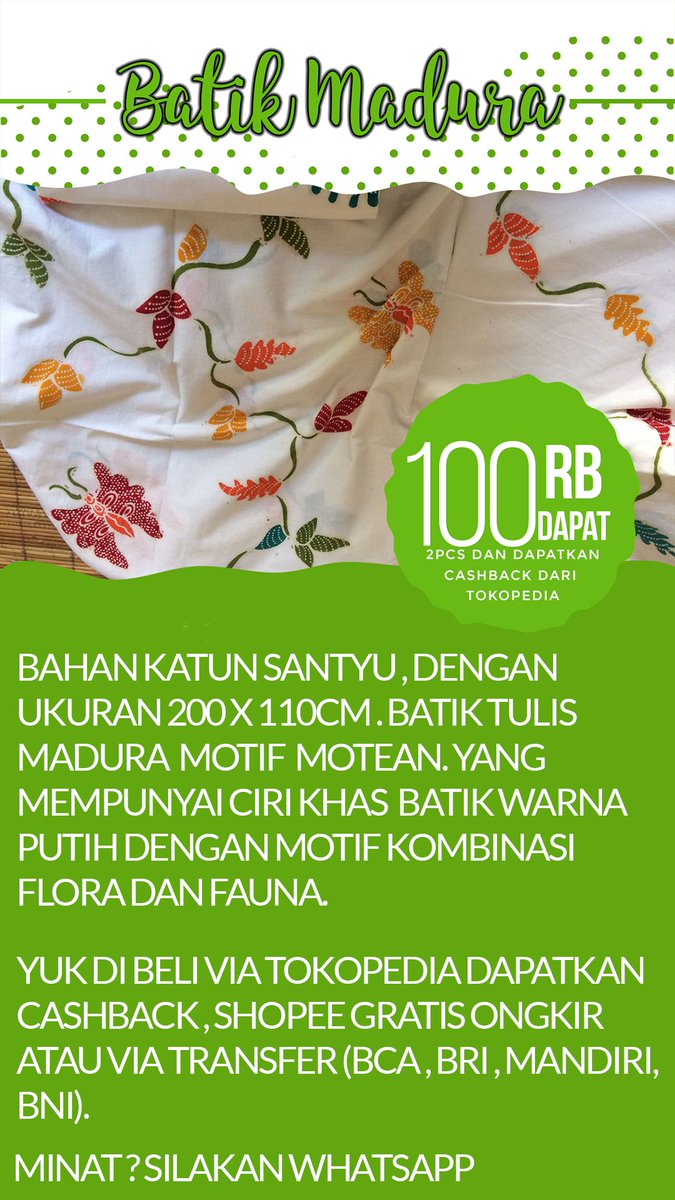 Batik Madura
100 RB
DAPAT
2PCS DAN DAPATKAN
CASHBACK DARI
TOKOPEDIA
BAHAN KATUN SANTYU , DENGAN
UKURAN 200 X 110CM . BATIK TULIS
MADURA MOTIF MOTEAN. YANG
MEMPUNYAI CIRI KHAS BATIK WARNA
PUTIH DENGAN MOTIF KOMBINASI
FLORA DAN FAUNA.
YUK DI BELI VIA TOKOPEDIA DAPATKAN
CASHBACK , SHOPEE GRATIS ONGKIR
ATAU VIA TRANSFER (BCA , BRI , MANDIRI,
BNI).
MINAT ? SILAKAN WHATSAPP